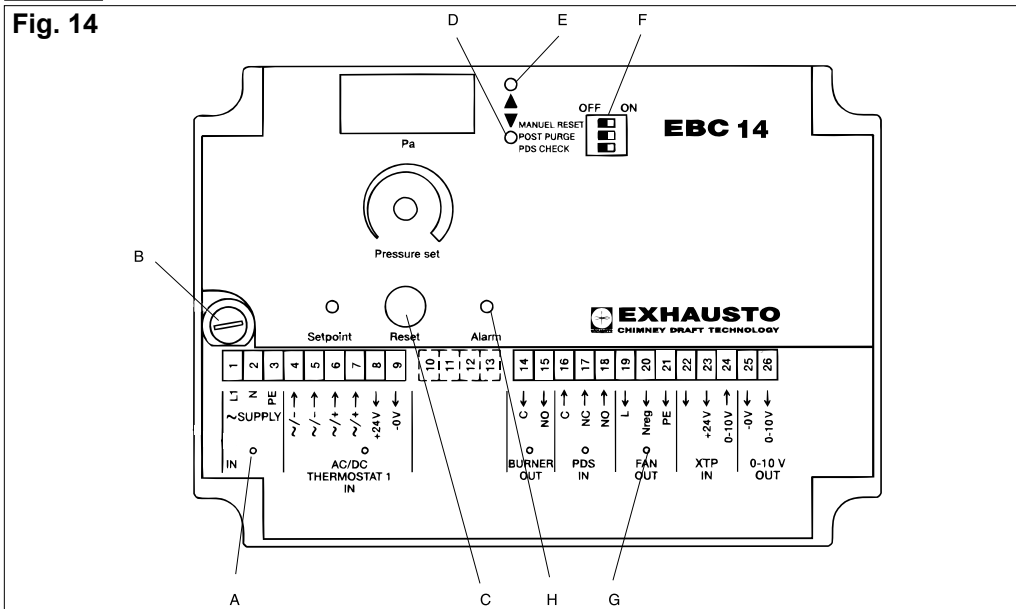 Fig. 14
D E F
OFF ON
MANUEL RESET
POST PURGE
PDS CHECK
EBC 14
Pa
Pressure set
B
EXHAUSTO
CHIMNEY DRAFT TECHNOLOGY
Setpoint Reset Alarm
1 2 3 4 5 6 7 8 9 10 11 12 13 14 15 16 17 18 19 20 21 22 23 24 25 26
L1 N PE ~/- ~/- ~/+ ~/+ +24V -0V C NO C NC NO L Nreg PE +24V 0-10V -0V 0-10V
~SUPPLY
IN
AC/DC
THERMOSTAT 1
IN
BURNER
OUT
PDS
IN
FAN
OUT
XTP
IN
0-10 V
OUT
A C H G